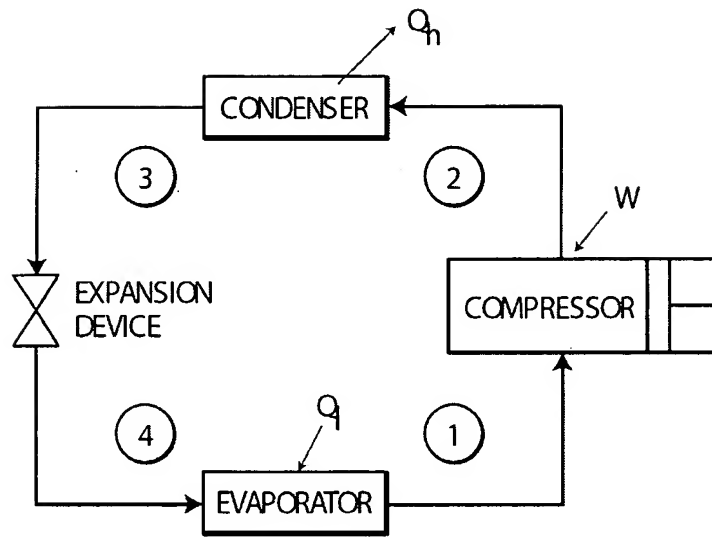 Qh
CONDENSER
3
2
W
EXPANSION
DEVICE
COMPRESSOR
4
Ql
1
EVAPORATOR